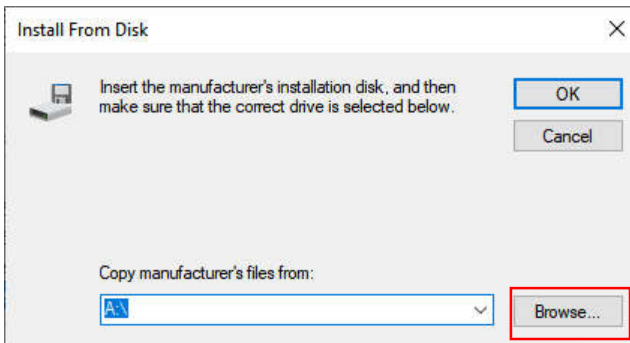 Install From Disk
Insert the manufacturer's installation disk, and then
make sure that the correct drive is selected below.
OK
Cancel
Copy manufacturer's files from:
A:\
Browse...